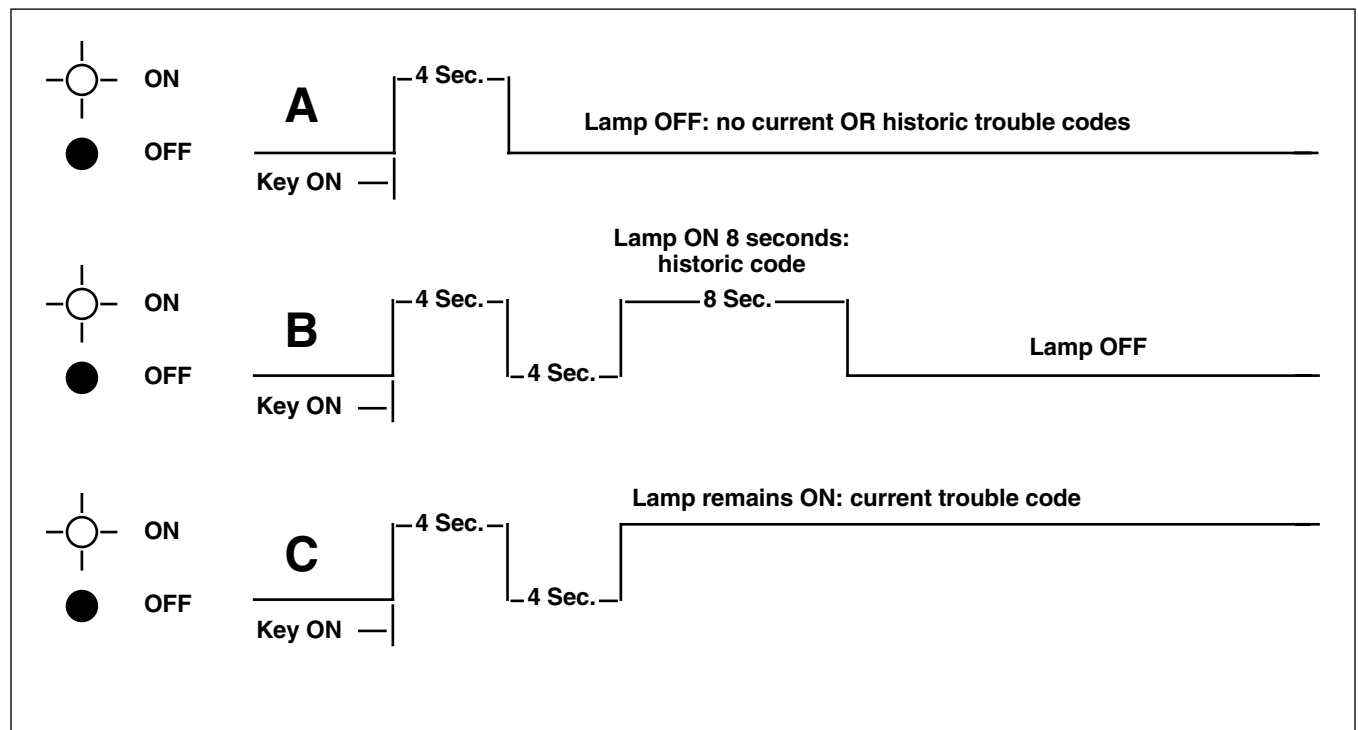 ON
A
4 Sec.
Lamp OFF: no current OR historic trouble codes
OFF
Key ON
Lamp ON 8 seconds:
historic code
ON
B
4 Sec.
8 Sec.
Lamp OFF
OFF
4 Sec.
Key ON
Lamp remains ON: current trouble code
ON
C
4 Sec.
OFF
4 Sec.
Key ON